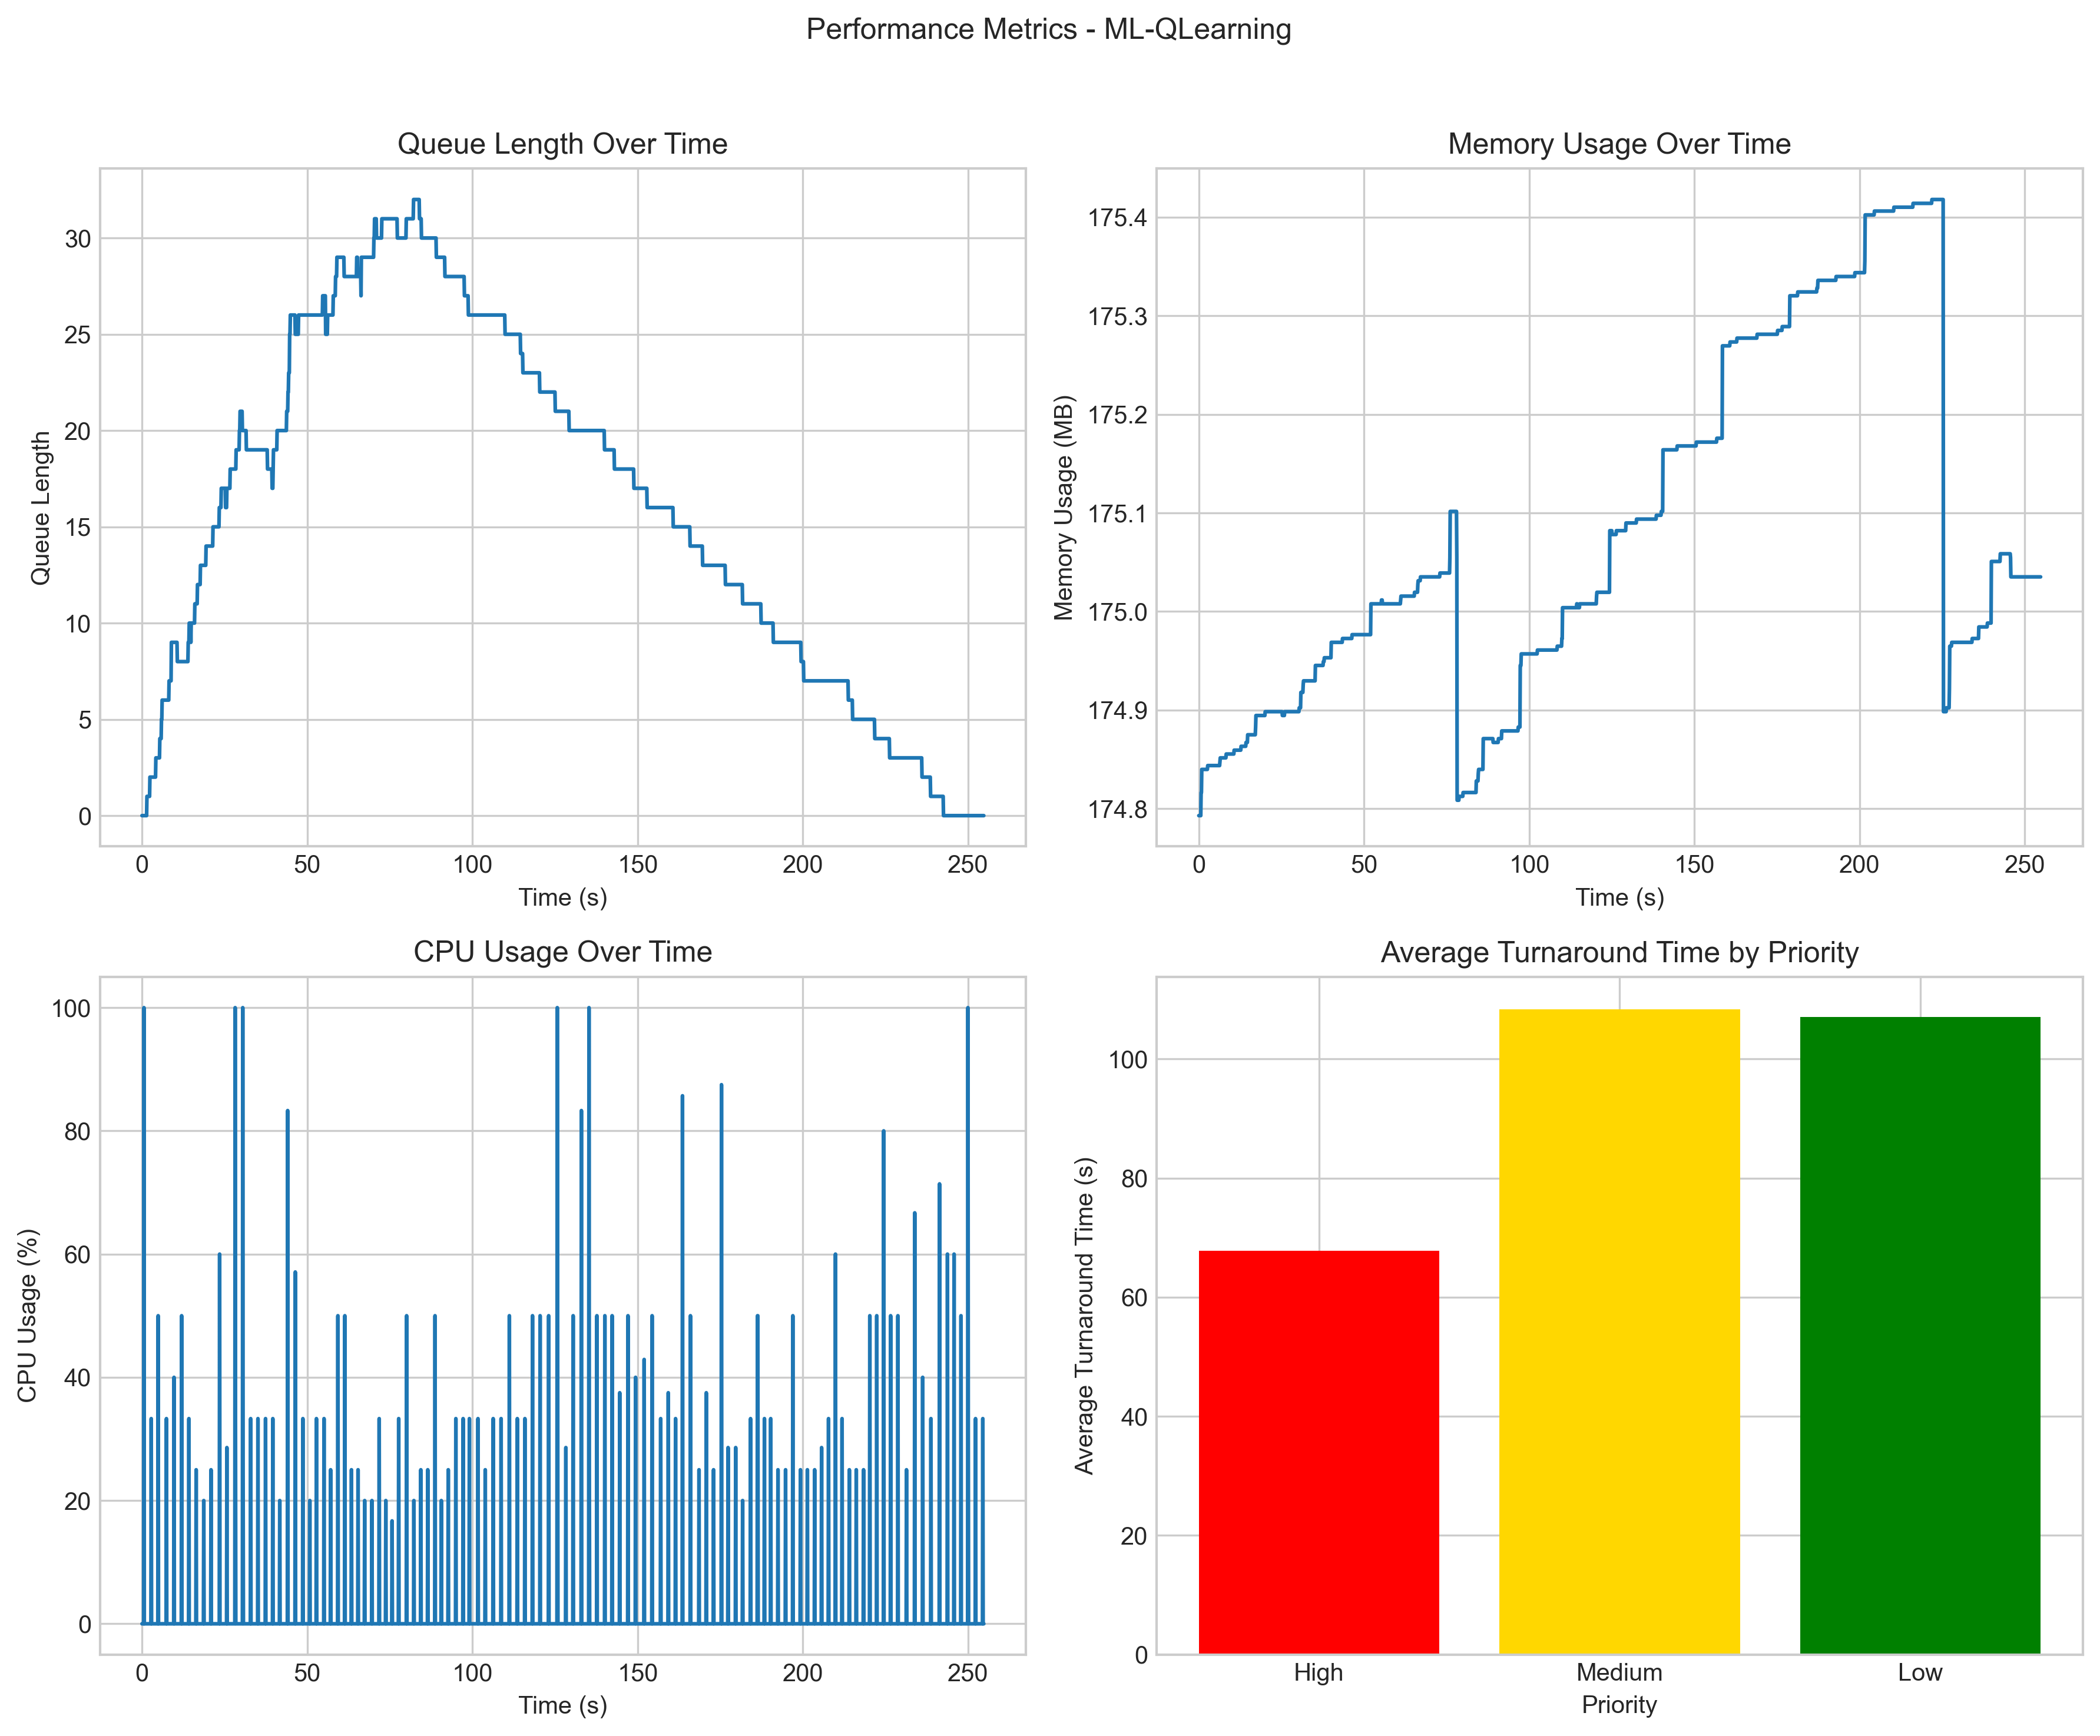 Performance Metrics - ML-QLearning
Queue Length Over Time
Queue Length
30
25
20
15
10
5
0
0 50 100 150 200 250
Time (s)
Memory Usage Over Time
Memory Usage (MB)
175.4
175.3
175.2
175.1
175.0
174.9
174.8
0 50 100 150 200 250
Time (s)
CPU Usage Over Time
CPU Usage (%)
100
80
60
40
20
0
0 50 100 150 200 250
Time (s)
Average Turnaround Time by Priority
Average Turnaround Time (s)
100
80
60
40
20
0
High Medium Low
Priority